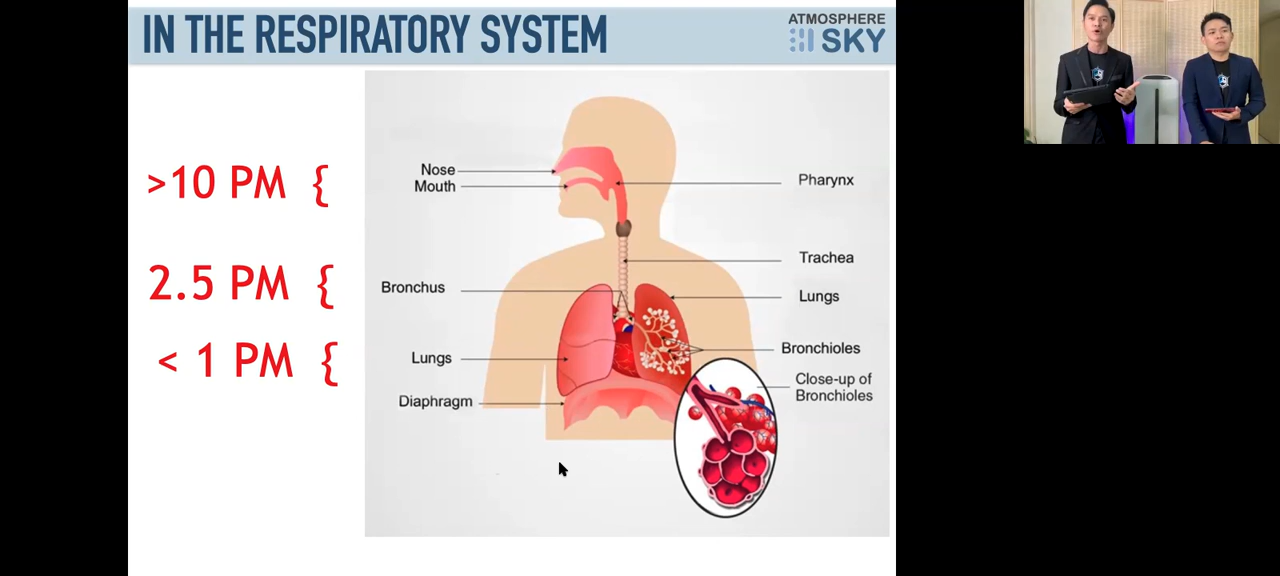 IN THE RESPIRATORY SYSTEM
ATMOSPHERE
SKY
>10 PM {
2.5 PM {
< 1 PM {
Nose
Mouth
Pharynx
Trachea
Bronchus
Lungs
Bronchioles
Lungs
Close-up of
Bronchioles
Diaphragm